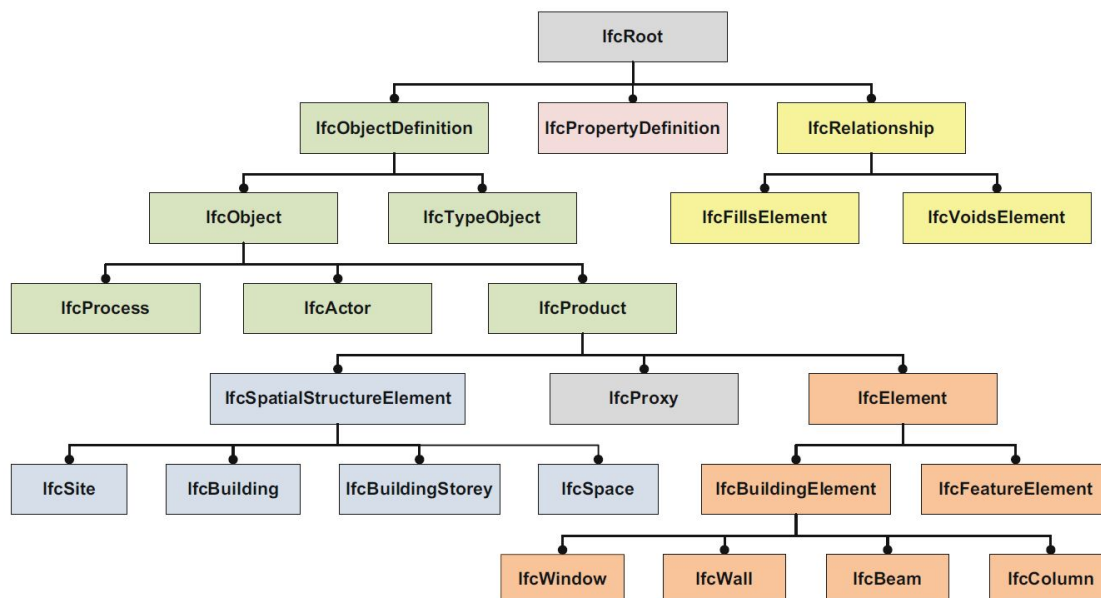 IfcRoot
IfcObjectDefinition
IfcPropertyDefinition
IfcRelationship
IfcObject
IfcTypeObject
IfcFillsElement
IfcVoidsElement
IfcProcess
IfcActor
IfcProduct
IfcSpatialStructureElement
IfcProxy
IfcElement
IfcSite
IfcBuilding
IfcBuildingStorey
IfcSpace
IfcBuildingElement
IfcFeatureElement
IfcWindow
IfcWall
IfcBeam
IfcColumn